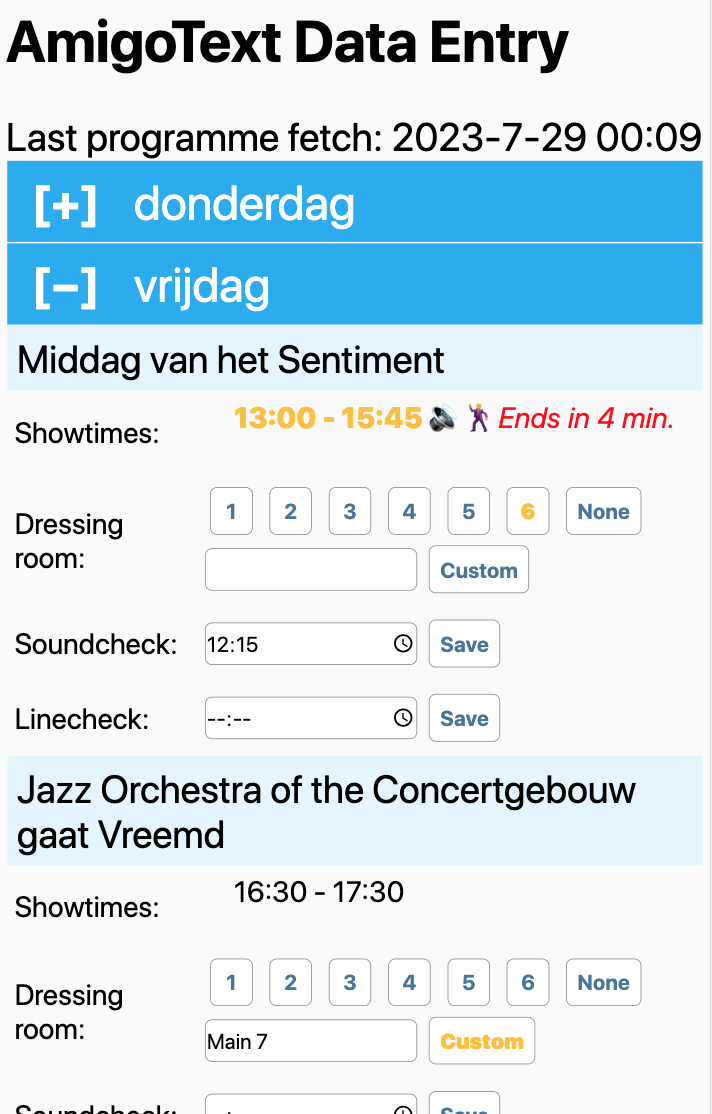 AmigoText Data Entry
Last programme fetch: 2023-7-29 00:09
[+] donderdag
[−] vrijdag
Middag van het Sentiment
Showtimes: 13:00 - 15:45 🔊 🕺 Ends in 4 min.
Dressing room: 1 2 3 4 5 6 None
Custom
Soundcheck: 12:15 Save
Linecheck: --:-- Save
Jazz Orchestra of the Concertgebouw
gaat Vreemd
Showtimes: 16:30 - 17:30
Dressing room: 1 2 3 4 5 6 None
Main 7 Custom
Soundcheck: Save